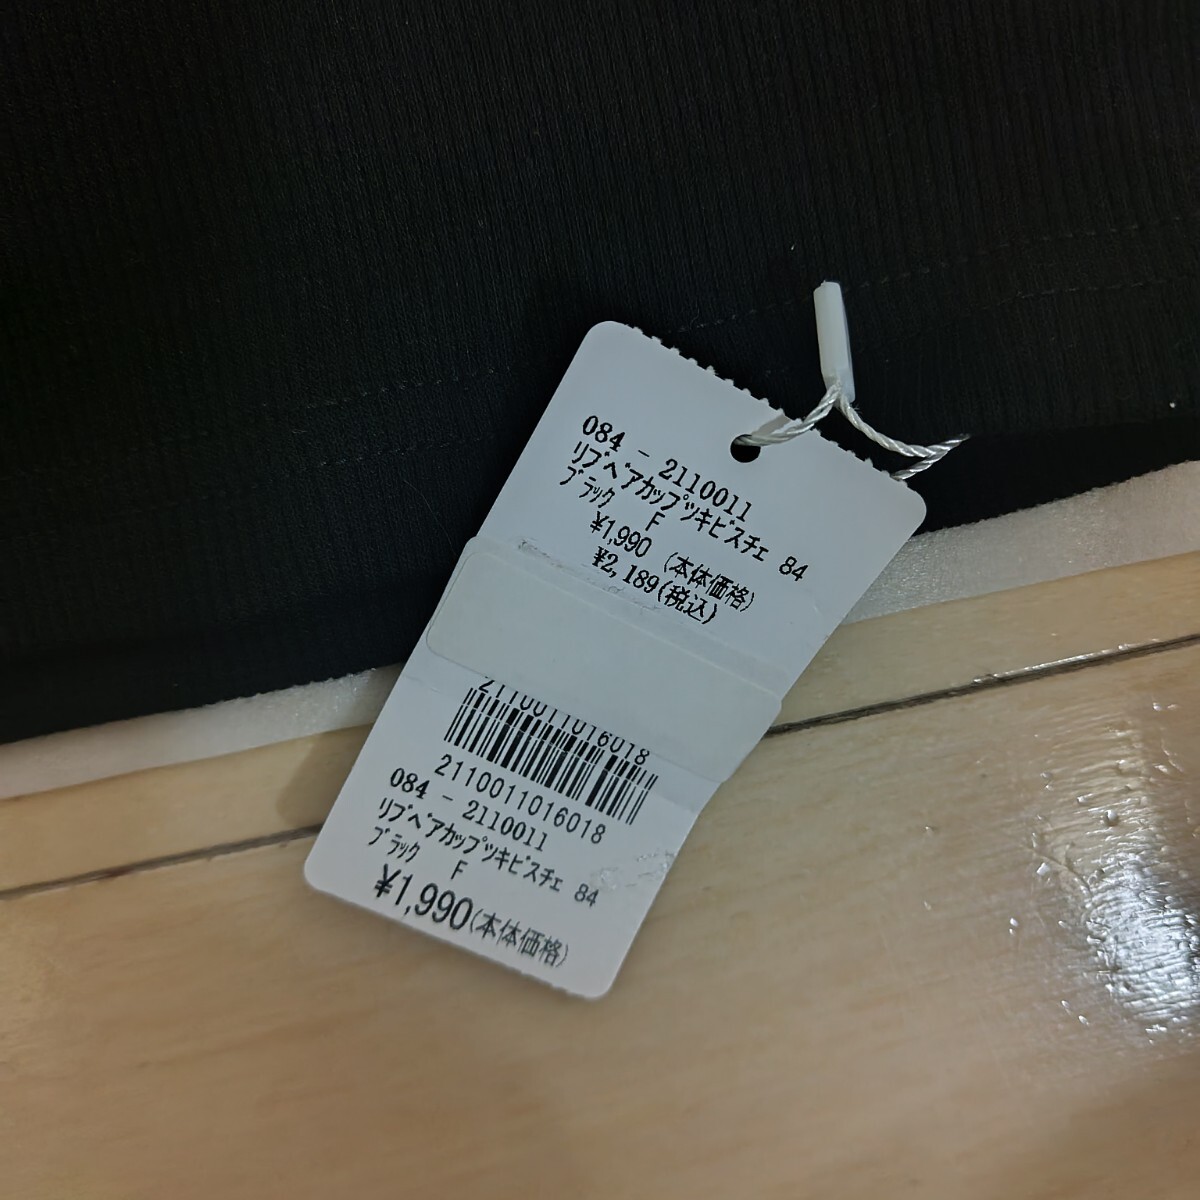 084 - 2110011
ﾘﾌﾞﾍﾞｱｶｯﾌﾟﾂｷﾋﾞｽﾁｪ 84
ﾌﾞﾗｯｸ F
¥1,990 (本体価格)
¥2,189(税込)
2110011016018
2110011016018
084 - 2110011
ﾘﾌﾞﾍﾞｱｶｯﾌﾟﾂｷﾋﾞｽﾁｪ 84
ﾌﾞﾗｯｸ F
¥1,990(本体価格)